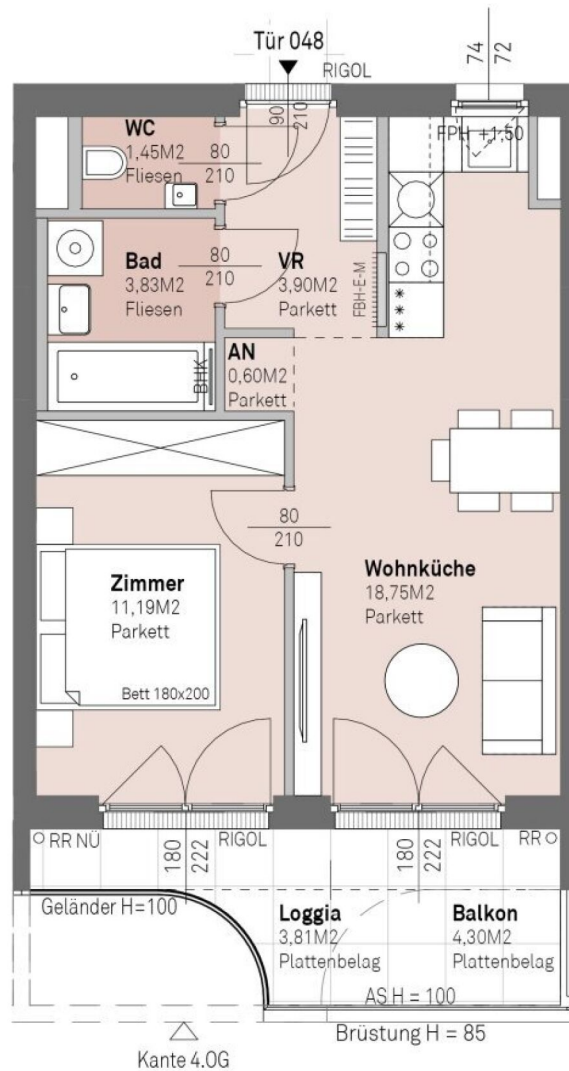 Tür 048
RIGOL
74
72
90
210
FPH +1,50
WC
1,45M2
Fliesen
80
210
Bad
3,83M2
Fliesen
80
210
VR
3,90M2
Parkett
FBH-E-M
AN
0,60M2
Parkett
BHK
80
210
Zimmer
11,19M2
Parkett
Bett 180x200
Wohnküche
18,75M2
Parkett
RR NÜ
180
222
RIGOL
180
222
RIGOL
RR
Geländer H=100
Loggia
3,81M2
Plattenbelag
Balkon
4,30M2
Plattenbelag
AS H = 100
Brüstung H = 85
Kante 4.OG